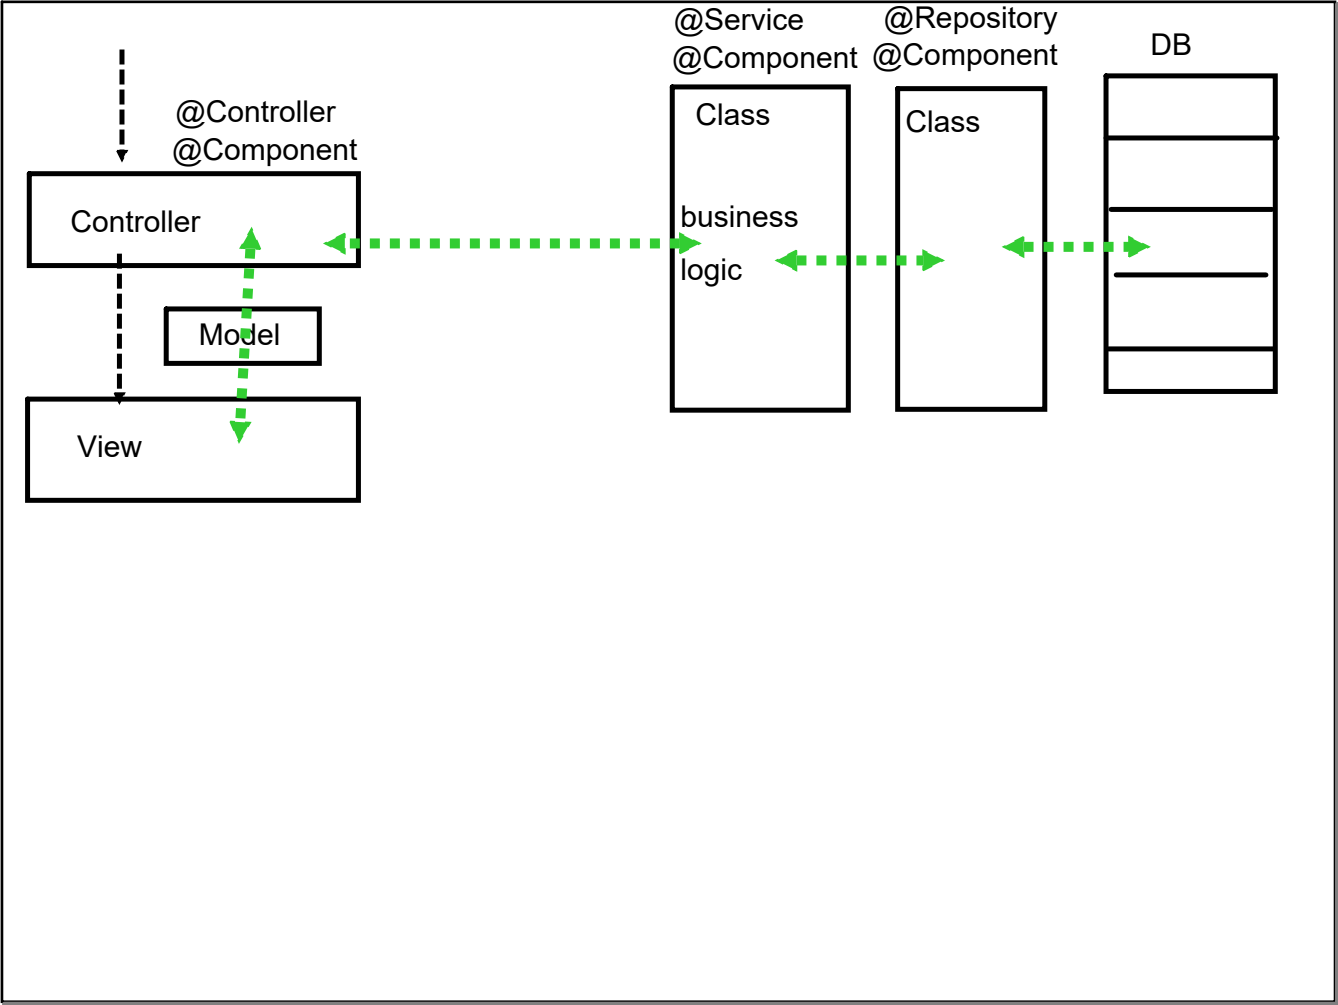 @Service
@Component
@Repository
@Component
DB
@Controller
@Component
Class
Class
Controller
business
logic
Model
View